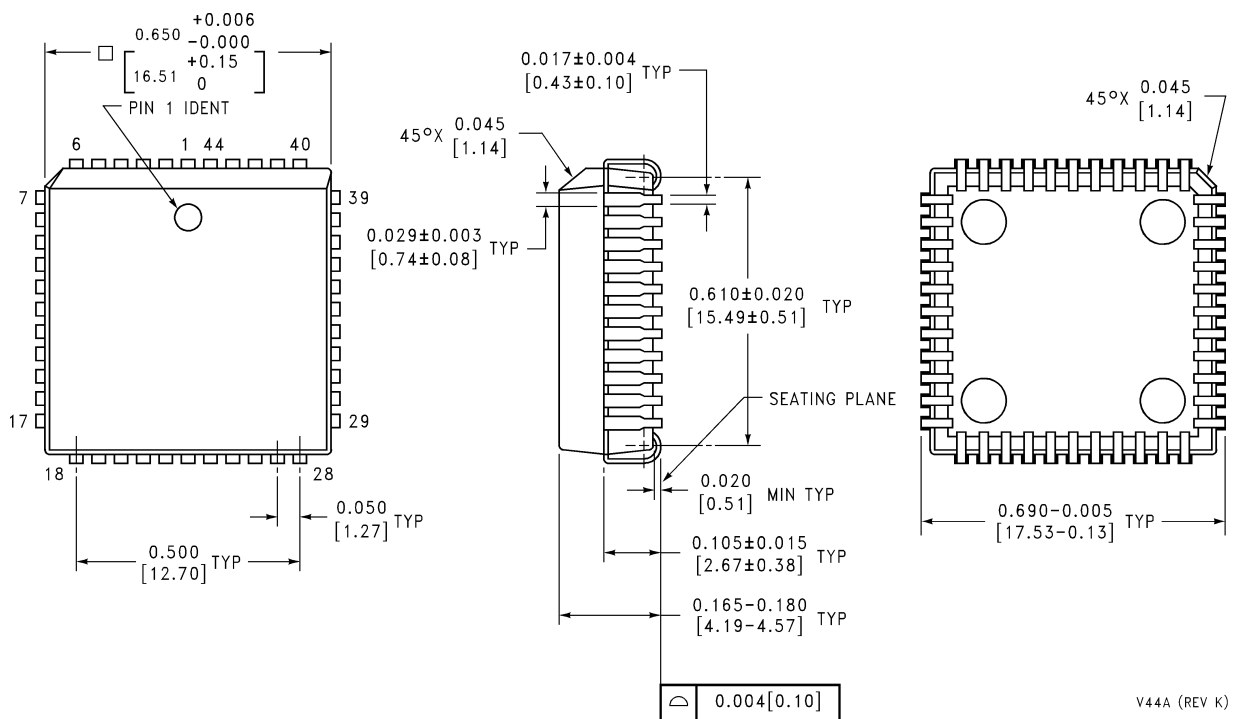 0.650 +0.006 -0.000
[16.51 +0.15 0]
PIN 1 IDENT
6
1 44
40
7
39
17
29
18
28
0.050
[1.27] TYP
0.500
[12.70] TYP
0.017±0.004
[0.43±0.10] TYP
45°X 0.045
[1.14]
0.029±0.003
[0.74±0.08] TYP
0.610±0.020
[15.49±0.51] TYP
SEATING PLANE
0.020
[0.51] MIN TYP
0.105±0.015
[2.67±0.38] TYP
0.165-0.180
[4.19-4.57] TYP
0.004[0.10]
45°X 0.045
[1.14]
0.690-0.005
[17.53-0.13] TYP
V44A (REV K)